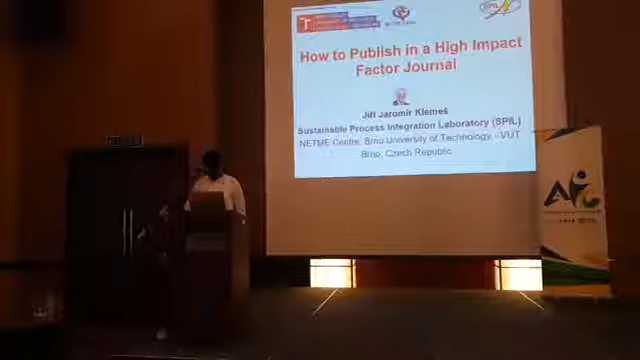 SPIL
How to Publish in a High Impact
Factor Journal
Jiří Jaromír Klemeš
Sustainable Process Integration Laboratory (SPIL)
NETME Centre, Brno University of Technology - VUT
Brno, Czech Republic